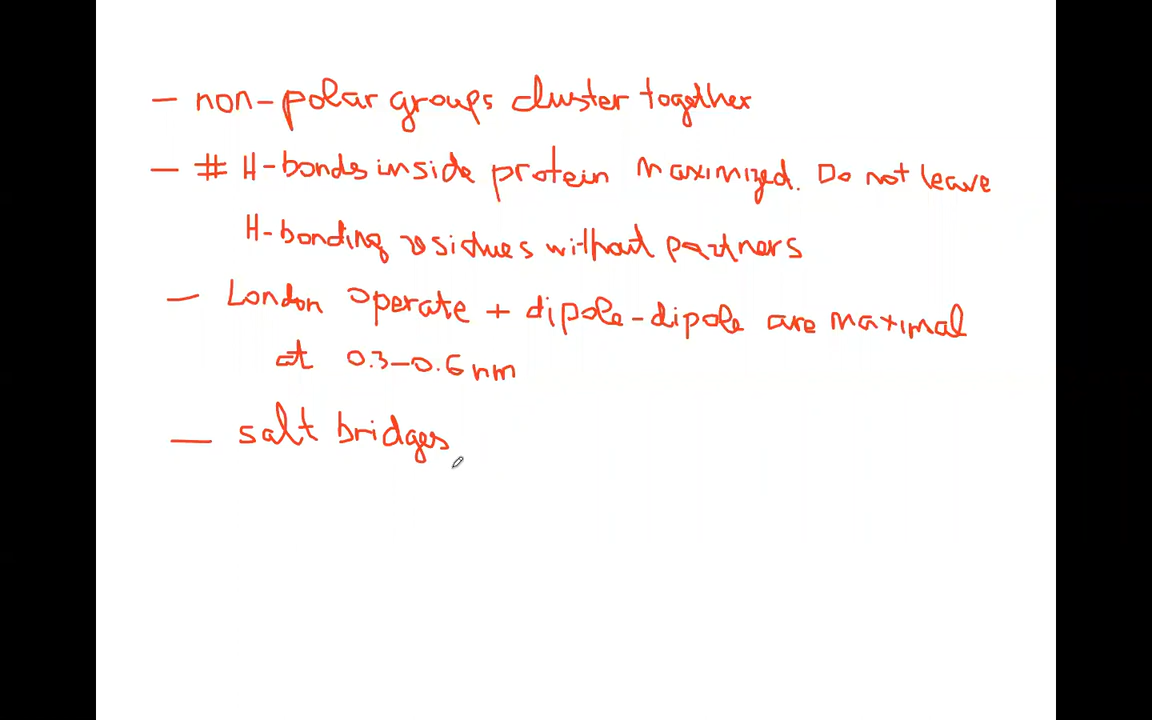 — non-polar groups cluster together
— # H-bonds inside protein maximized. Do not leave
H-bonding residues without partners
— London operate + dipole-dipole are maximal
at 0.3-0.6 nm
— salt bridges